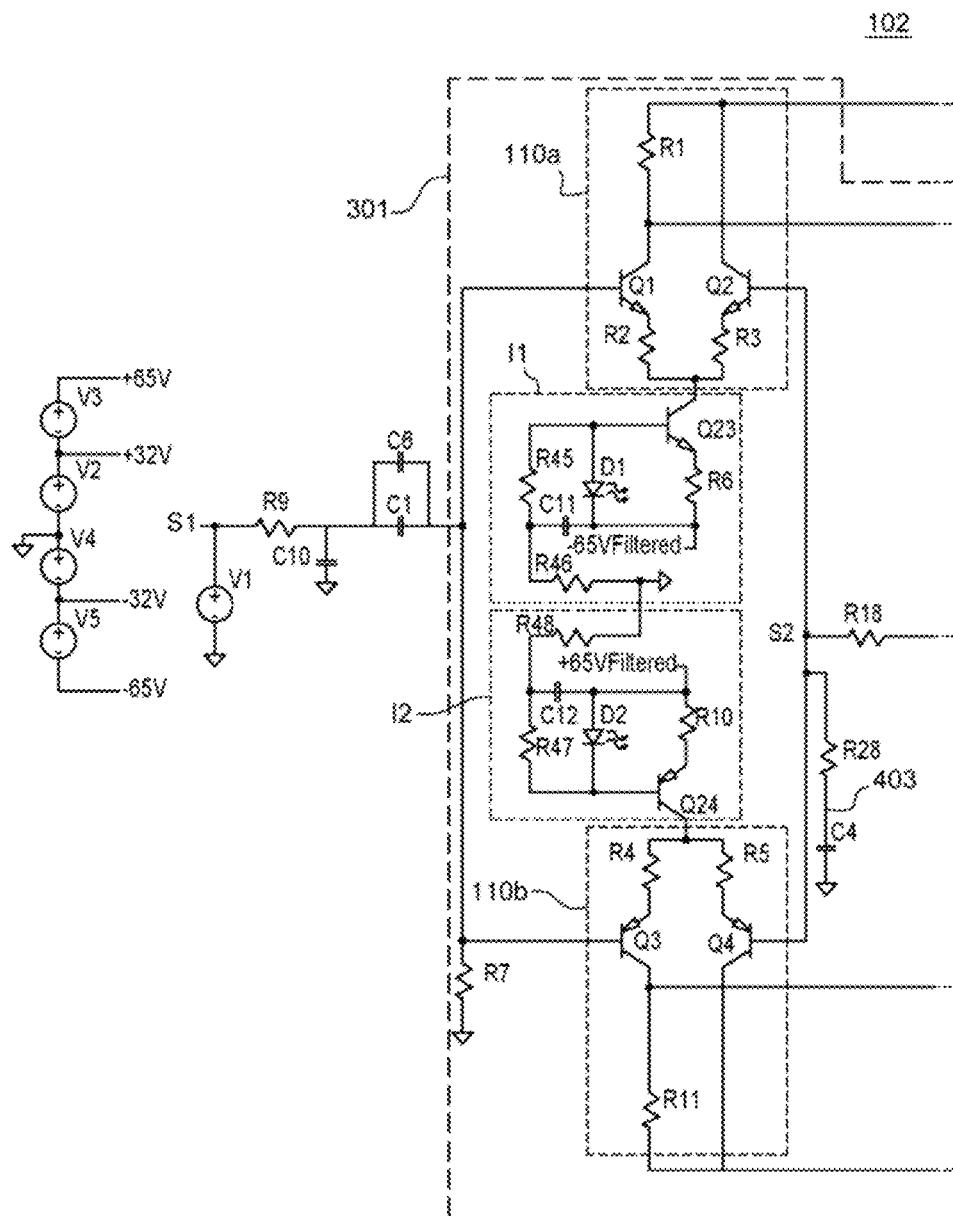 102
110a
R1
301
Q1
Q2
R2
R3
I1
+65V
V3
Q23
+32V
V2
C6
R45
D1
R6
S1
R9
C1
C11
V4
-65VFiltered
C10
R46
V1
-32V
V5
R48
S2
R18
+65VFiltered
-65V
I2
C12
D2
R10
R47
R28
Q24
403
C4
R4
R5
110b
Q3
Q4
R7
R11